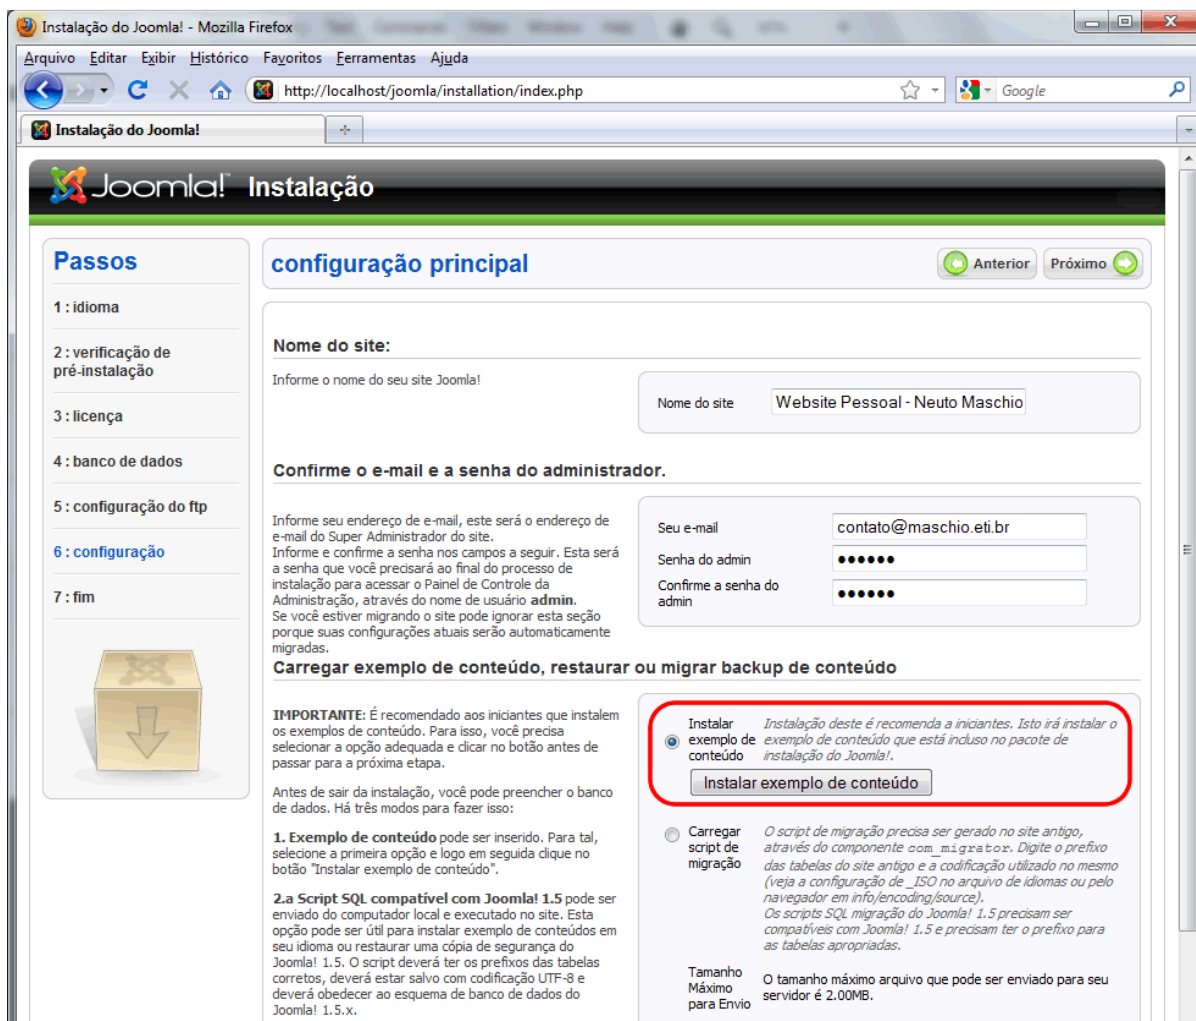 Instalação do Joomla! - Mozilla Firefox
Arquivo Editar Exibir Histórico Favoritos Ferramentas Ajuda
http://localhost/joomla/installation/index.php
Google
Instalação do Joomla!
Joomla!™ Instalação
Passos
1 : idioma
2 : verificação de
pré-instalação
3 : licença
4 : banco de dados
5 : configuração do ftp
6 : configuração
7 : fim
configuração principal
Anterior
Próximo
Nome do site:
Informe o nome do seu site Joomla!
Nome do site
Website Pessoal - Neuto Maschio
Confirme o e-mail e a senha do administrador.
Informe seu endereço de e-mail, este será o endereço de
e-mail do Super Administrador do site.
Informe e confirme a senha nos campos a seguir. Esta será
a senha que você precisará ao final do processo de
instalação para acessar o Painel de Controle da
Administração, através do nome de usuário admin.
Se você estiver migrando o site pode ignorar esta seção
porque suas configurações atuais serão automaticamente
migradas.
Seu e-mail
contato@maschio.eti.br
Senha do admin
●●●●●●
Confirme a senha do
admin
●●●●●●
Carregar exemplo de conteúdo, restaurar ou migrar backup de conteúdo
IMPORTANTE: É recomendado aos iniciantes que instalem
os exemplos de conteúdo. Para isso, você precisa
selecionar a opção adequada e clicar no botão antes de
passar para a próxima etapa.
Antes de sair da instalação, você pode preencher o banco
de dados. Há três modos para fazer isso:
1. Exemplo de conteúdo pode ser inserido. Para tal,
selecione a primeira opção e logo em seguida clique no
botão "Instalar exemplo de conteúdo".
2.a Script SQL compatível com Joomla! 1.5 pode ser
enviado do computador local e executado no site. Esta
opção pode ser útil para instalar exemplo de conteúdos em
seu idioma ou restaurar uma cópia de segurança do
Joomla! 1.5. O script deverá ter os prefixos das tabelas
corretos, deverá estar salvo com codificação UTF-8 e
deverá obedecer ao esquema de banco de dados do
Joomla! 1.5.x.
Instalar
exemplo de
conteúdo
Instalação deste é recomenda a iniciantes. Isto irá instalar o
exemplo de conteúdo que está incluso no pacote de
instalação do Joomla!.
Instalar exemplo de conteúdo
Carregar
script de
migração
O script de migração precisa ser gerado no site antigo,
através do componente com_migrator. Digite o prefixo
das tabelas do site antigo e a codificação utilizado no mesmo
(veja a configuração de _ISO no arquivo de idiomas ou pelo
navegador em info/encoding/source).
Os scripts SQL migração do Joomla! 1.5 precisam ser
compatíveis com Joomla! 1.5 e precisam ter o prefixo para
as tabelas apropriadas.
Tamanho
Máximo
para Envio
O tamanho máximo arquivo que pode ser enviado para seu
servidor é 2.00MB.